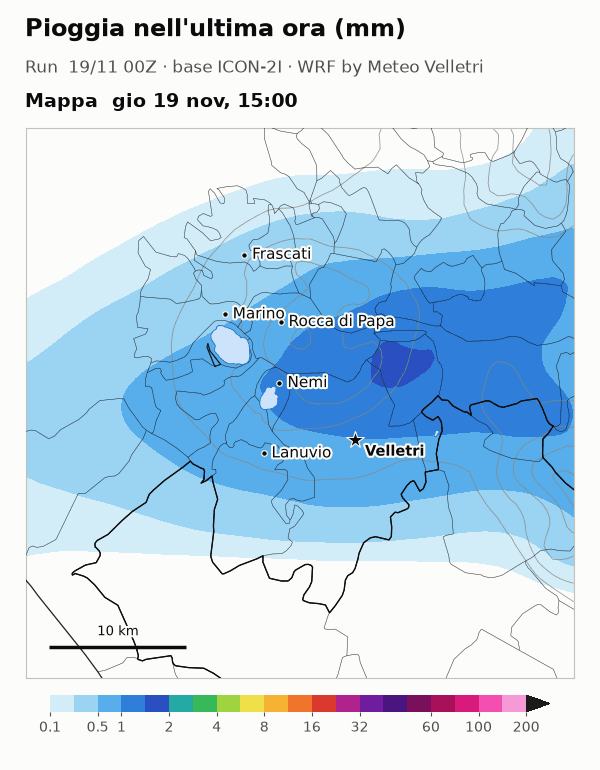 Pioggia nell'ultima ora (mm)
Run  19/11 00Z · base ICON-2I · WRF by Meteo Velletri
Mappa  gio 19 nov, 15:00
Frascati
Marino
Rocca di Papa
Nemi
Velletri
Lanuvio
10 km
0.1 0.5 1 2 4 8 16 32 60 100 200